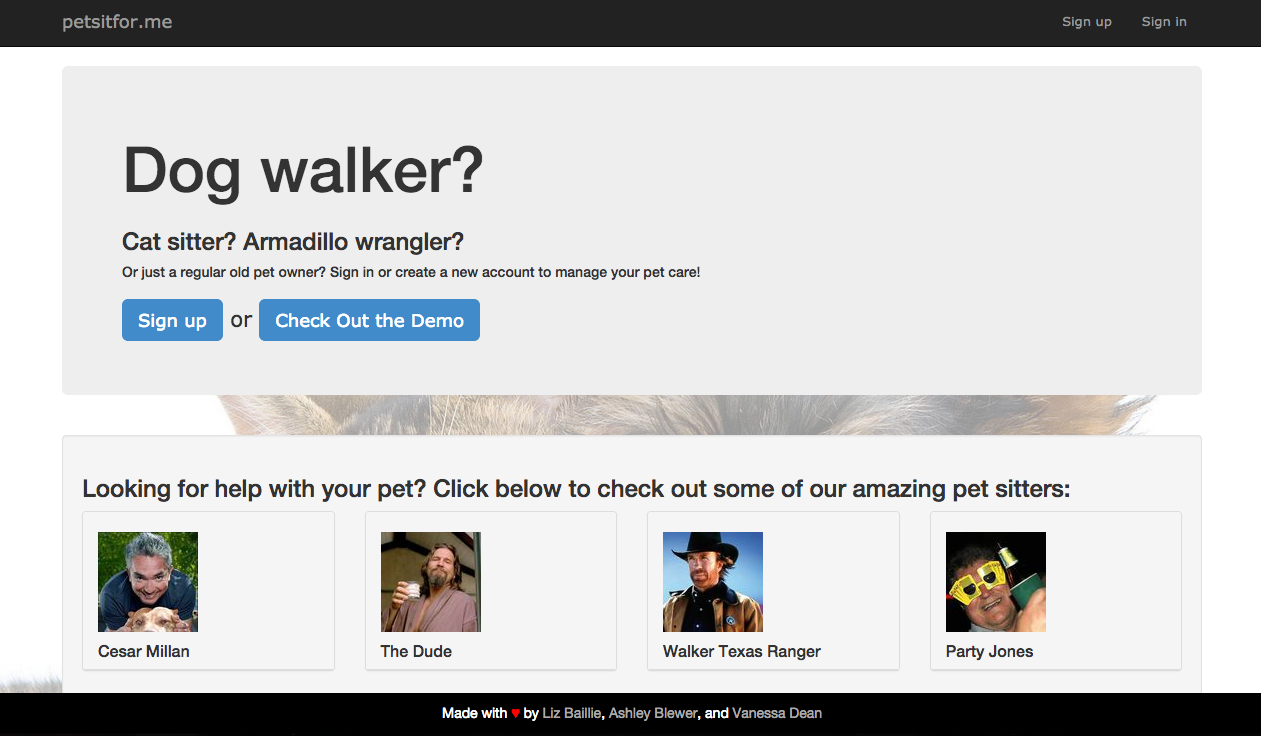 petsitfor.me Sign up Sign in
Dog walker?
Cat sitter? Armadillo wrangler?
Or just a regular old pet owner? Sign in or create a new account to manage your pet care!
Sign up or Check Out the Demo
Looking for help with your pet? Click below to check out some of our amazing pet sitters:
Cesar Millan The Dude Walker Texas Ranger Party Jones
Made with ♥ by Liz Baillie, Ashley Blewer, and Vanessa Dean